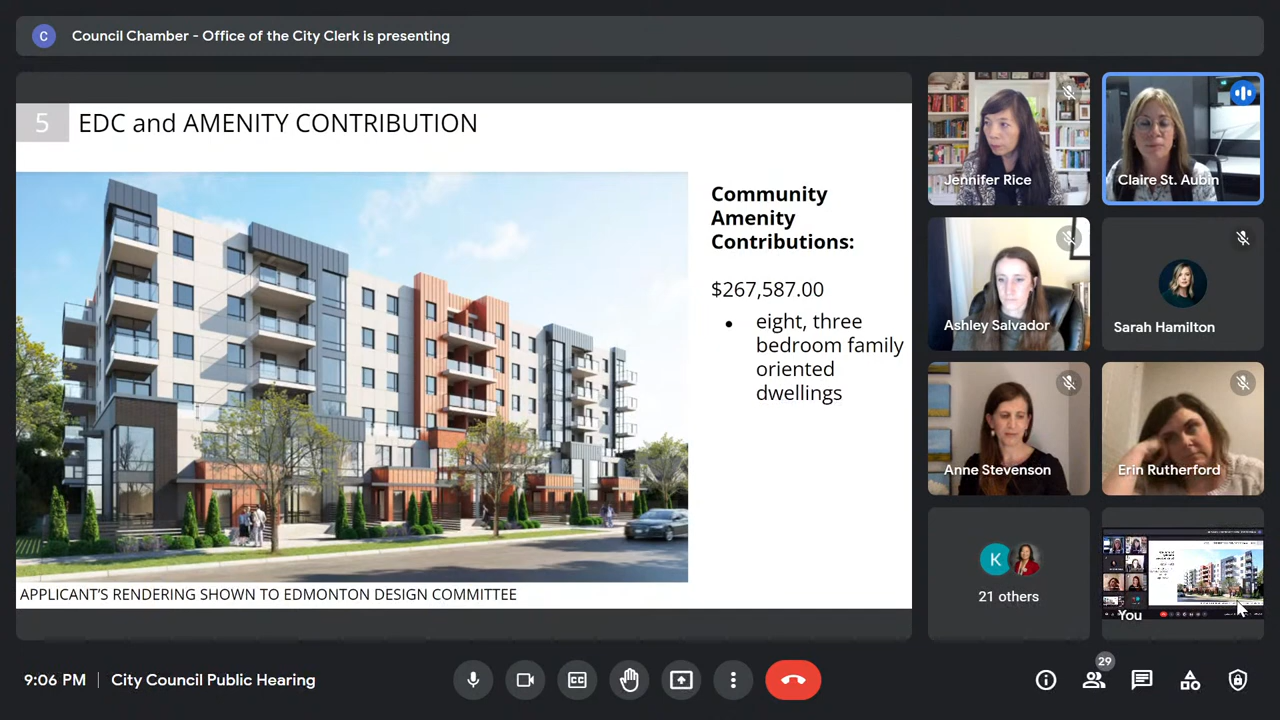 C
Council Chamber - Office of the City Clerk is presenting
5 EDC and AMENITY CONTRIBUTION
Community
Amenity
Contributions:
$267,587.00
• eight, three
bedroom family
oriented
dwellings
APPLICANT'S RENDERING SHOWN TO EDMONTON DESIGN COMMITTEE
Jennifer Rice
Claire St. Aubin
Ashley Salvador
Sarah Hamilton
Anne Stevenson
Erin Rutherford
K
21 others
You
9:06 PM | City Council Public Hearing
29